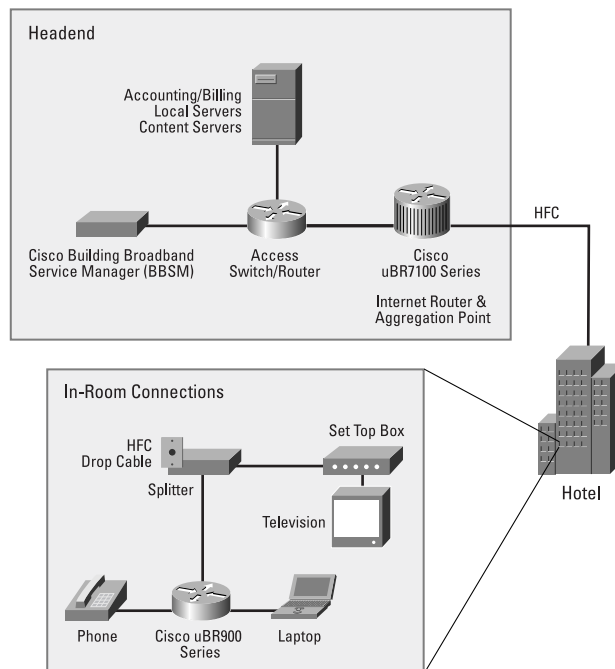 Headend
Accounting/Billing
Local Servers
Content Servers
HFC
Cisco Building Broadband
Service Manager (BBSM)
Access
Switch/Router
Cisco
uBR7100 Series
Internet Router &
Aggregation Point
In-Room Connections
HFC
Drop Cable
Splitter
Set Top Box
Television
Hotel
Phone
Cisco uBR900
Series
Laptop